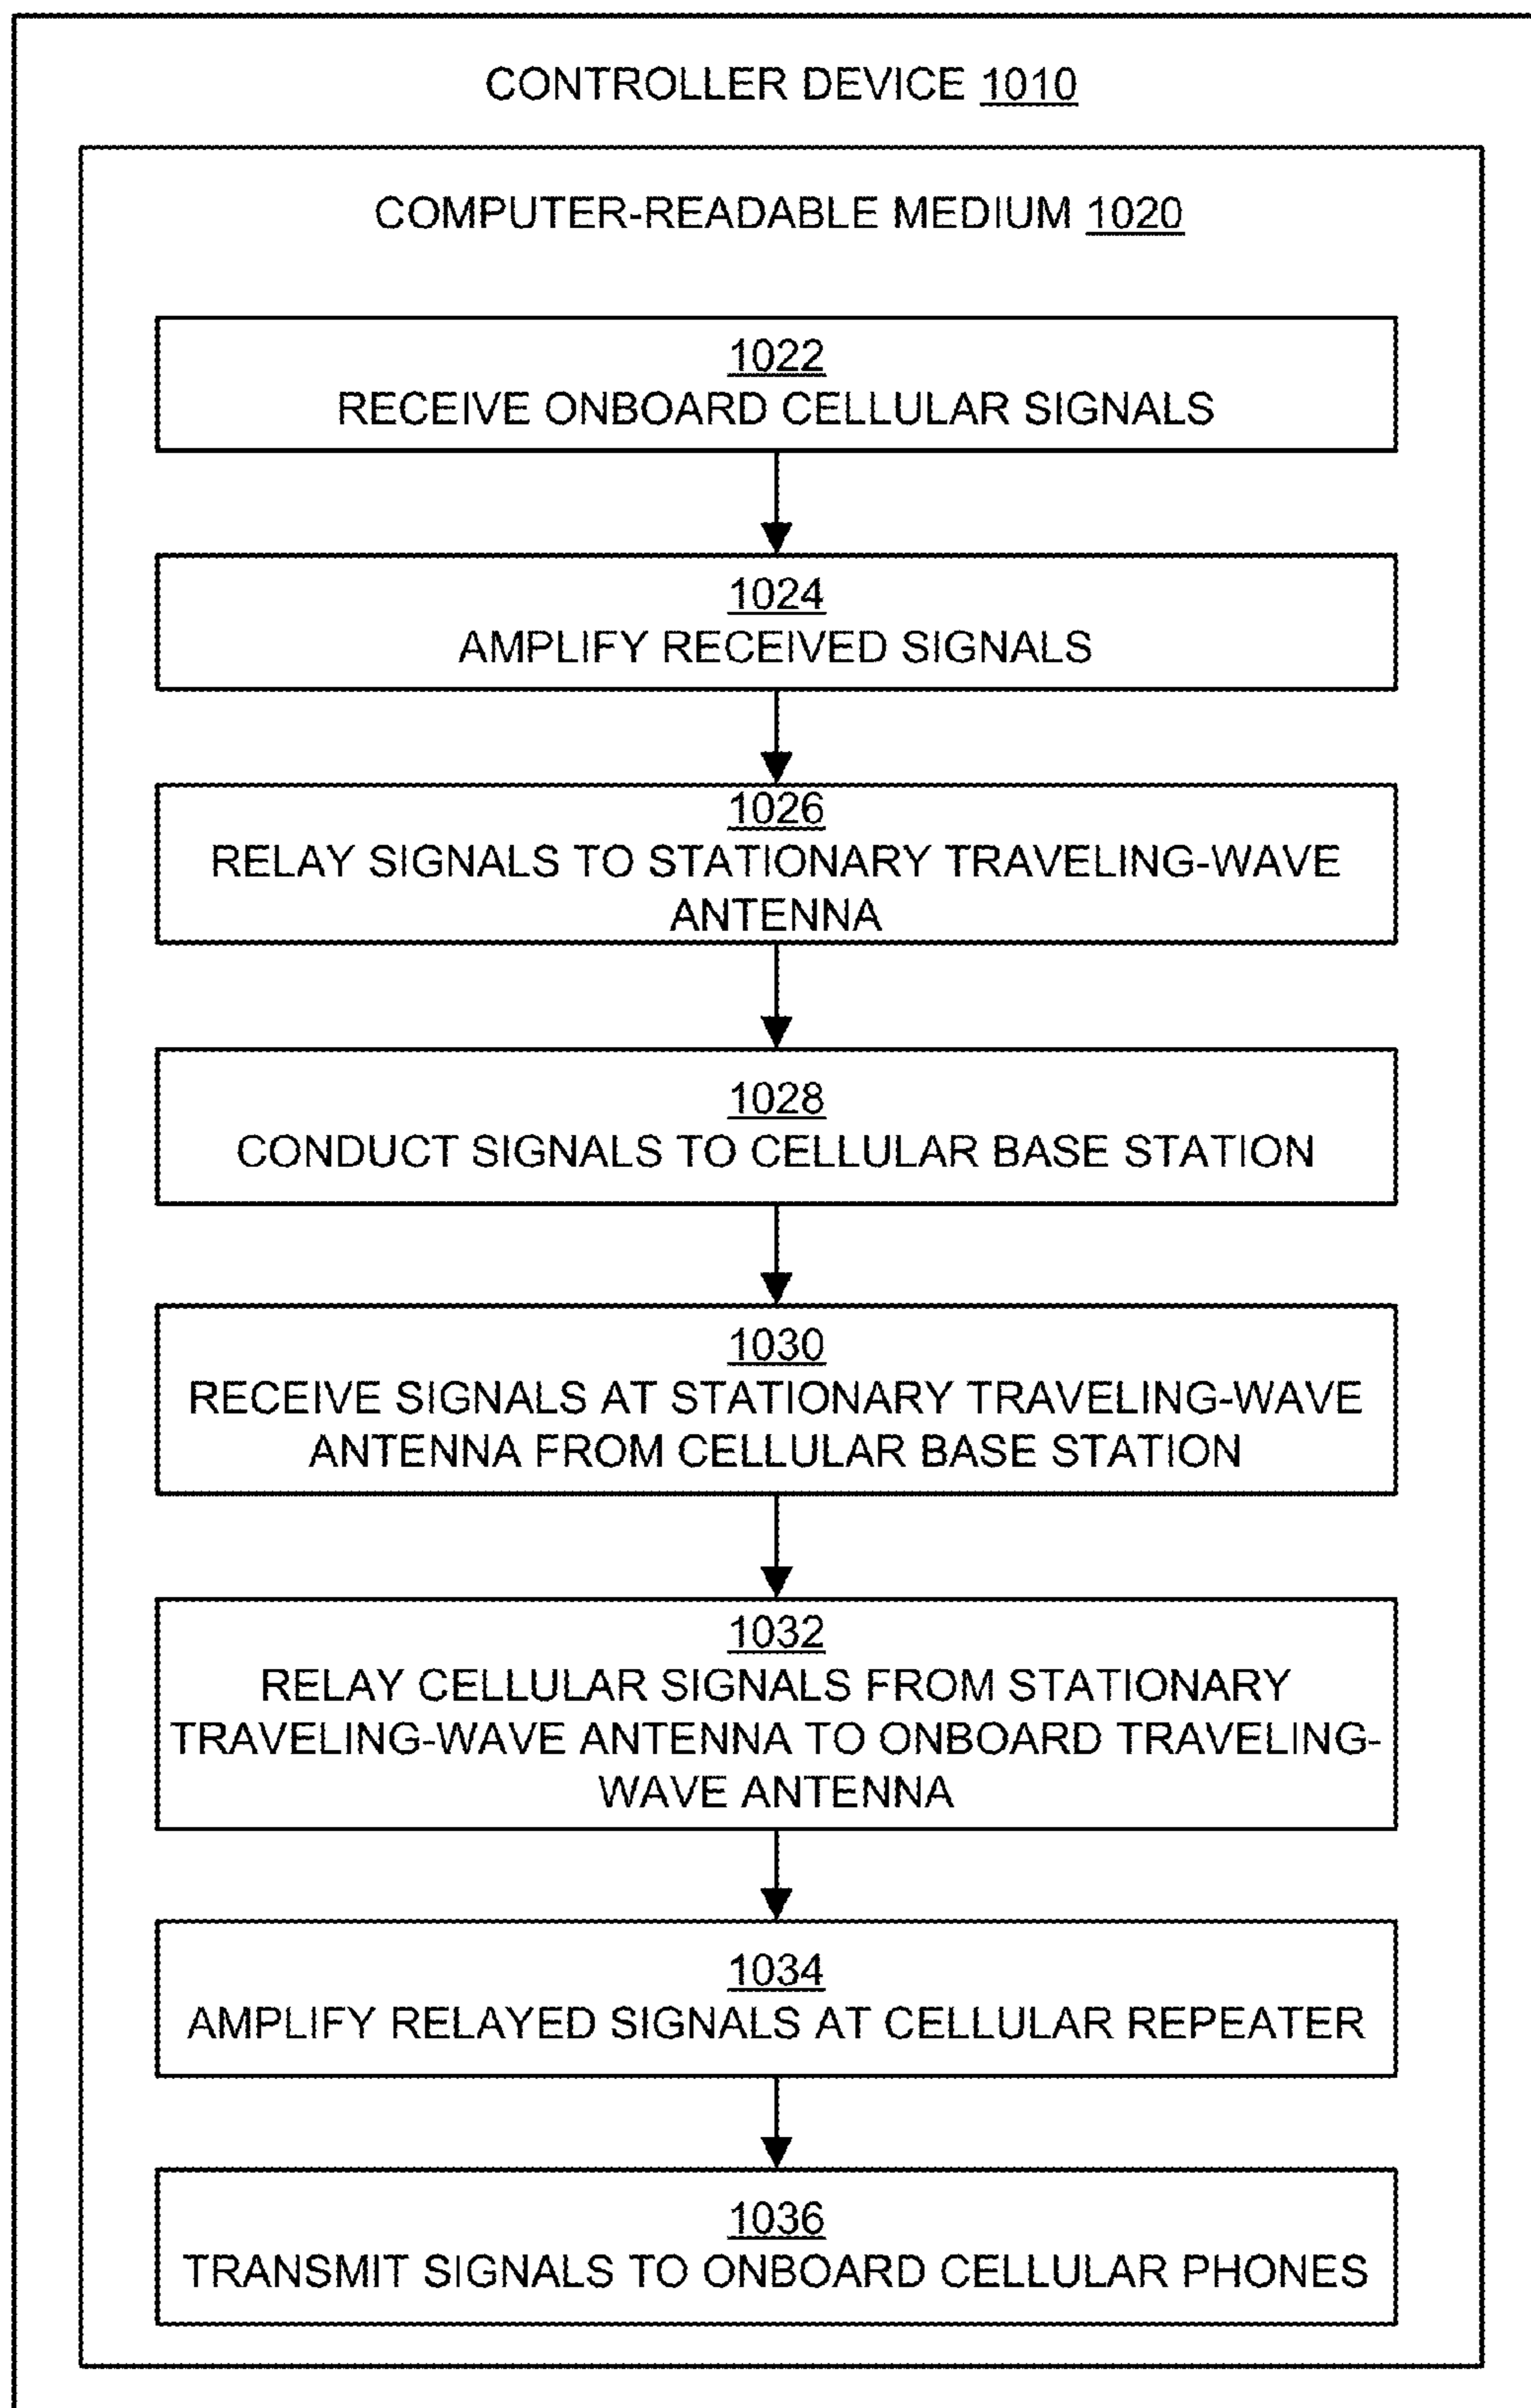 CONTROLLER DEVICE 1010
COMPUTER-READABLE MEDIUM 1020
1022
RECEIVE ONBOARD CELLULAR SIGNALS
1024
AMPLIFY RECEIVED SIGNALS
1026
RELAY SIGNALS TO STATIONARY TRAVELING-WAVE
ANTENNA
1028
CONDUCT SIGNALS TO CELLULAR BASE STATION
1030
RECEIVE SIGNALS AT STATIONARY TRAVELING-WAVE
ANTENNA FROM CELLULAR BASE STATION
1032
RELAY CELLULAR SIGNALS FROM STATIONARY
TRAVELING-WAVE ANTENNA TO ONBOARD TRAVELING-
WAVE ANTENNA
1034
AMPLIFY RELAYED SIGNALS AT CELLULAR REPEATER
1036
TRANSMIT SIGNALS TO ONBOARD CELLULAR PHONES